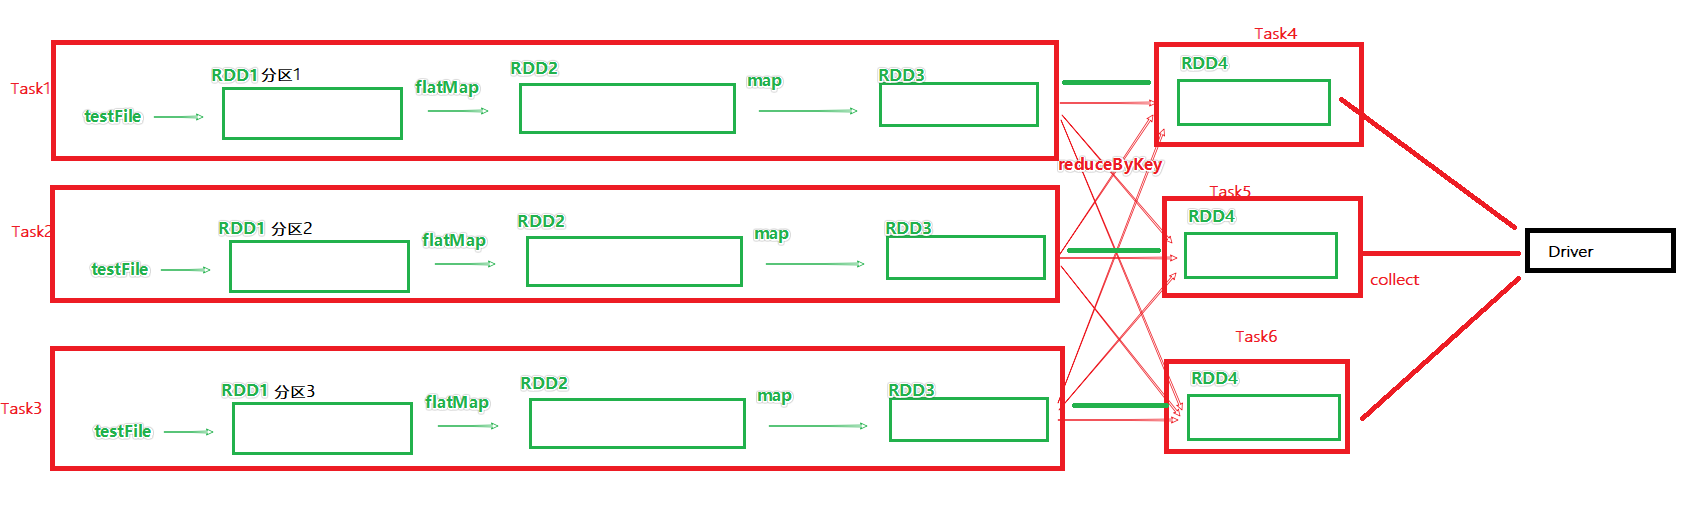 Task4
RDD1 分区1
flatMap
RDD2
map
RDD3
RDD4
Task1
testFile
reduceByKey
Task5
RDD1 分区2
flatMap
RDD2
map
RDD3
RDD4
Task2
testFile
Driver
collect
Task6
RDD1 分区3
flatMap
RDD2
map
RDD3
RDD4
Task3
testFile